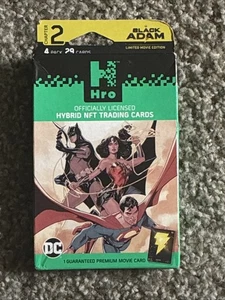 CHAPTER
2
BLACK
ADAM
LIMITED MOVIE EDITION
Hro
OFFICIALLY LICENSED
HYBRID NFT TRADING CARDS
DC
1 GUARANTEED PREMIUM MOVIE CARD